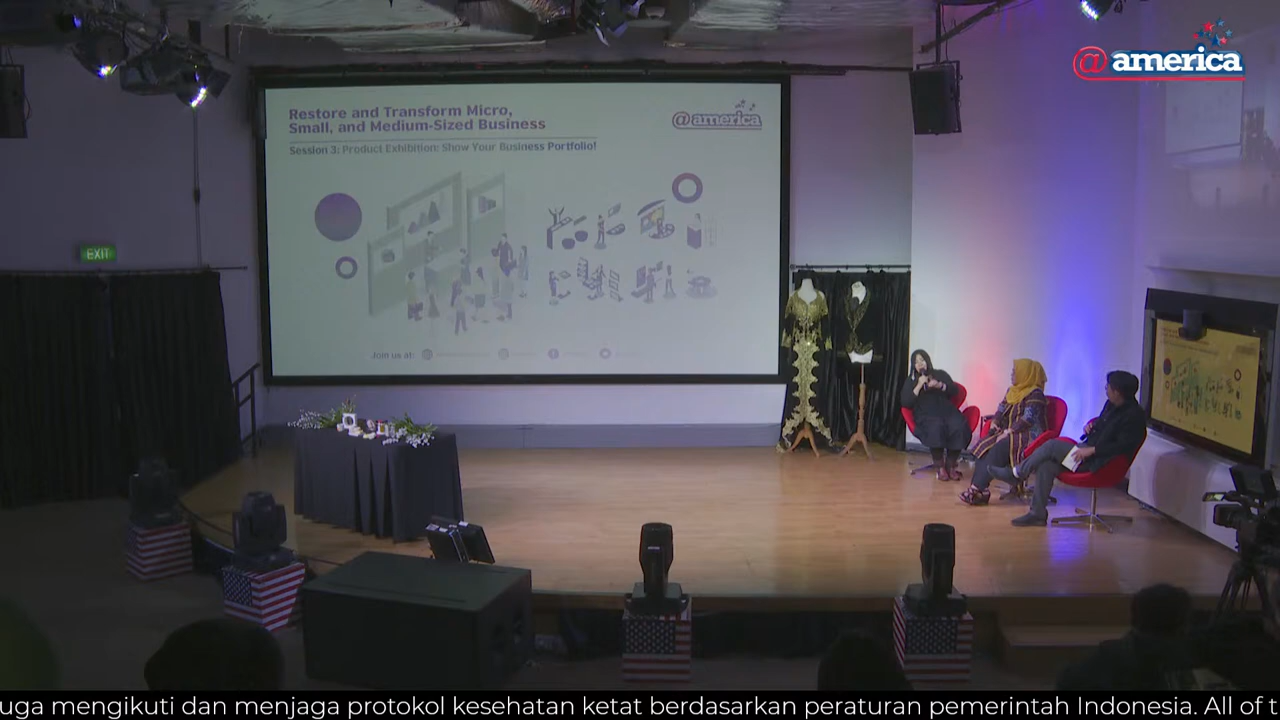 @america
Restore and Transform Micro,
Small, and Medium-Sized Business
@america
Session 3: Product Exhibition: Show Your Business Portfolio!
Join us at:
EXIT
uga mengikuti dan menjaga protokol kesehatan ketat berdasarkan peraturan pemerintah Indonesia. All of t